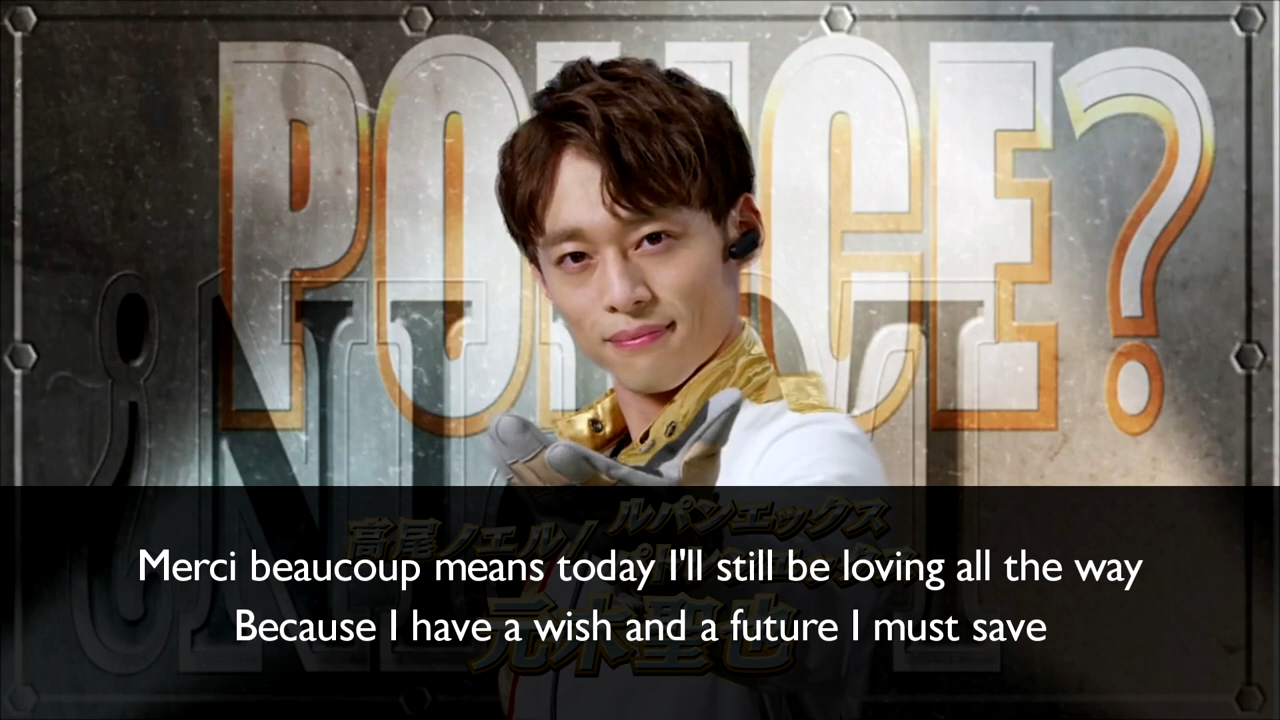 POLICE?
高尾ノエル/ルパンエックス
元木聖也
Merci beaucoup means today I'll still be loving all the way
Because I have a wish and a future I must save